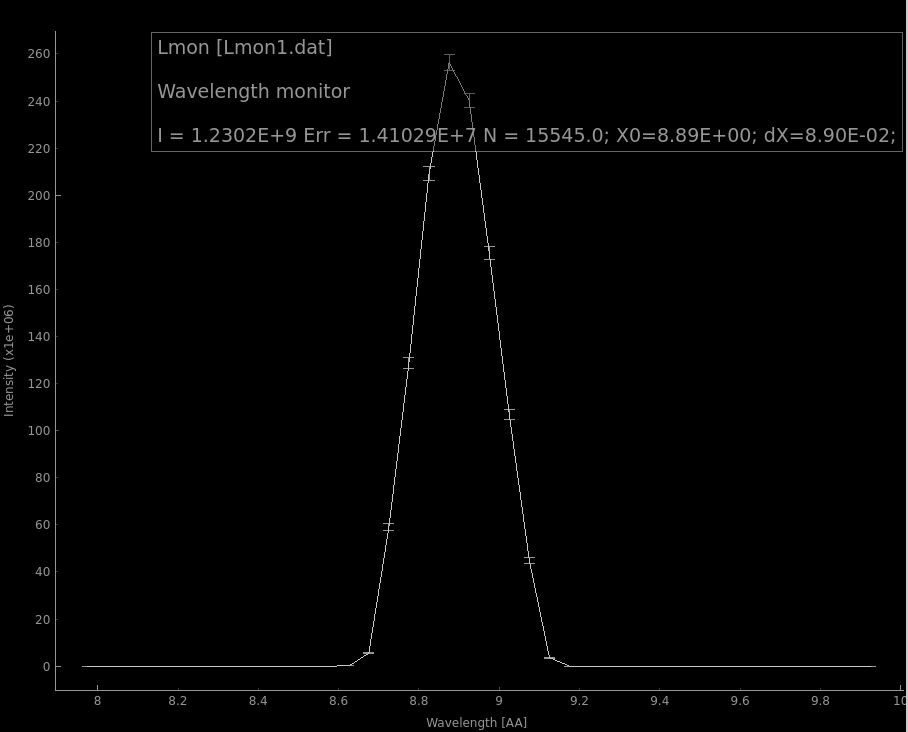 Lmon [Lmon1.dat]
Wavelength monitor
I = 1.2302E+9 Err = 1.41029E+7 N = 15545.0; X0=8.89E+00; dX=8.90E-02;
260
240
220
200
180
160
140
120
100
80
60
40
20
0
Intensity (x1e+06)
8 8.2 8.4 8.6 8.8 9 9.2 9.4 9.6 9.8 10
Wavelength [AA]